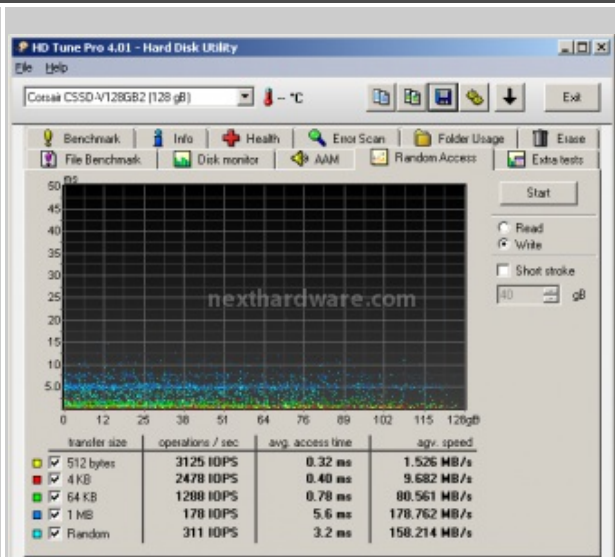 HD Tune Pro 4.01 - Hard Disk Utility
File Help
Corsair CSSD-V128GB2 (128 gB)
-- °C
Exit
Benchmark
Info
Health
Error Scan
Folder Usage
Erase
File Benchmark
Disk monitor
AAM
Random Access
Extra tests
ms
50
45
40
35
30
25
20
15
10
5.0
0 12 25 38 51 64 76 89 102 115 128gB
nexthardware.com
Start
Read
Write
Short stroke
40 gB
transfer size operations / sec avg. access time agv. speed
512 bytes 3125 IOPS 0.32 ms 1.526 MB/s
4 KB 2478 IOPS 0.40 ms 9.682 MB/s
64 KB 1288 IOPS 0.78 ms 80.561 MB/s
1 MB 178 IOPS 5.6 ms 178.762 MB/s
Random 311 IOPS 3.2 ms 158.214 MB/s